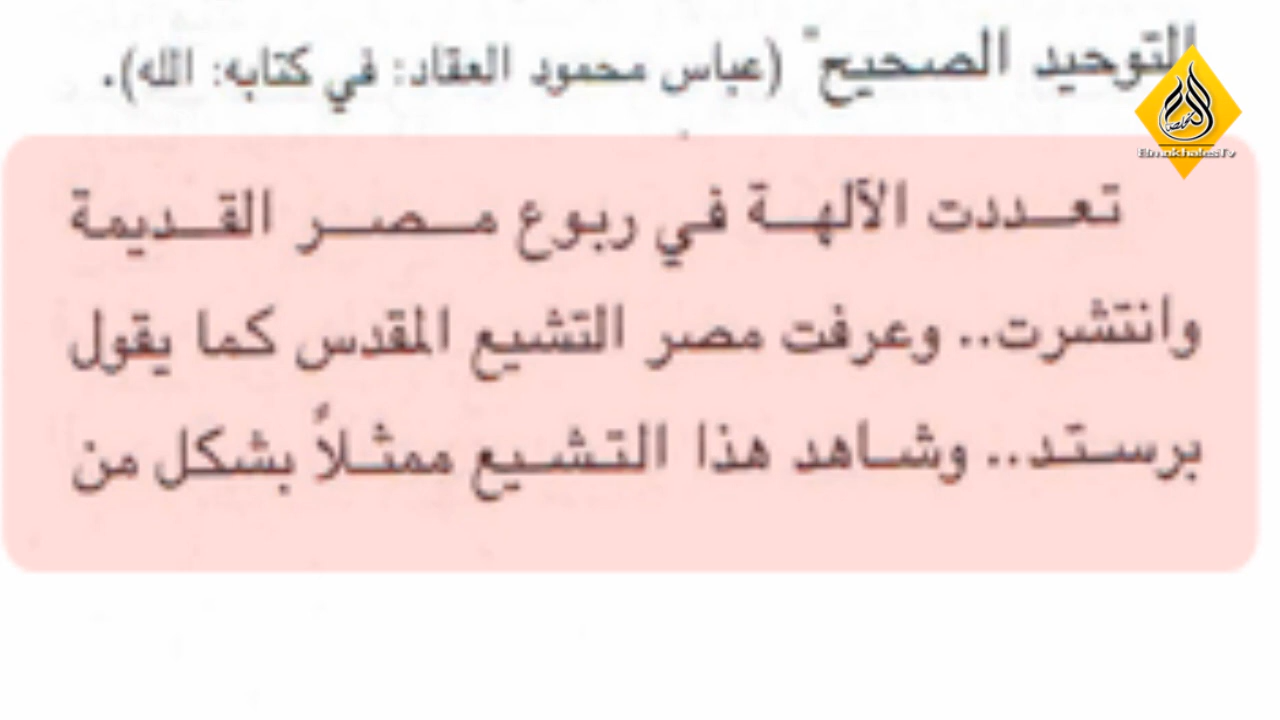 التوحيد الصحيح" (عباس محمود العقاد: في كتابه: الله).
تعددت الآلهة في ربوع مصر القديمة
وانتشرت.. وعرفت مصر التشيع المقدس كما يقول
برستد.. وشاهد هذا التشيع ممثلاً بشكل من
ElmokhalesTv